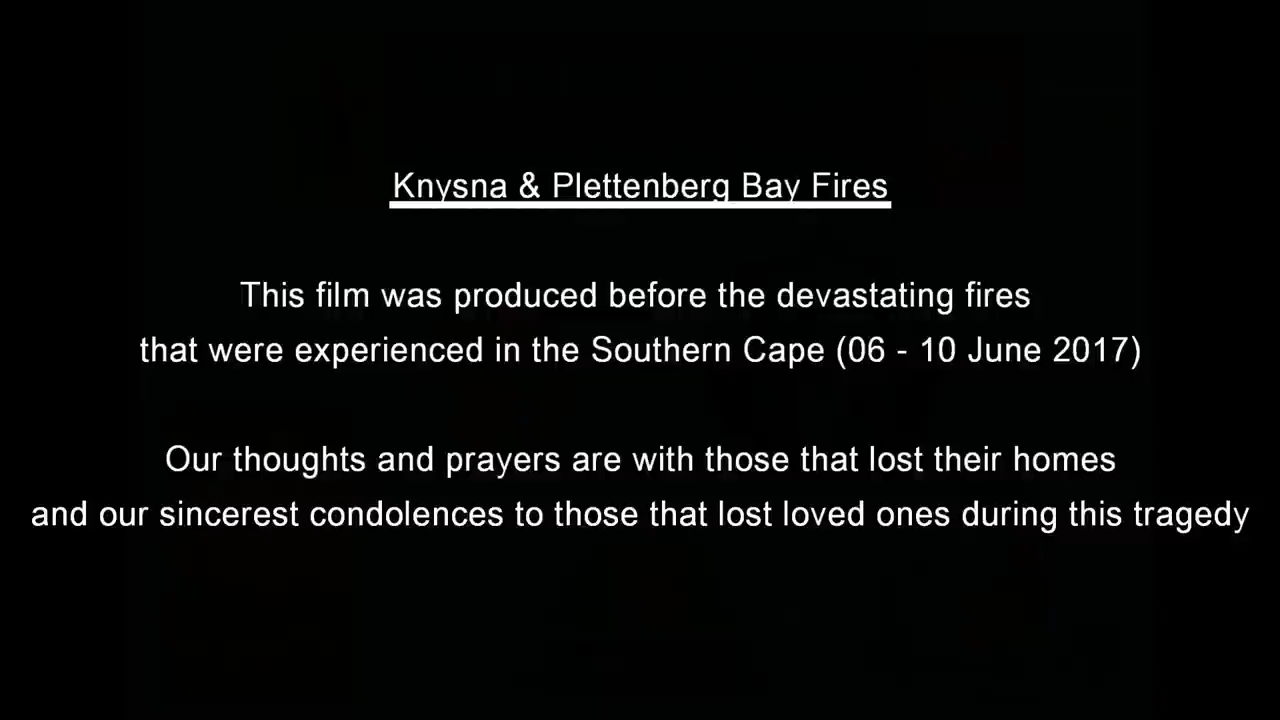 Knysna & Plettenberg Bay Fires
This film was produced before the devastating fires
that were experienced in the Southern Cape (06 - 10 June 2017)
Our thoughts and prayers are with those that lost their homes
and our sincerest condolences to those that lost loved ones during this tragedy